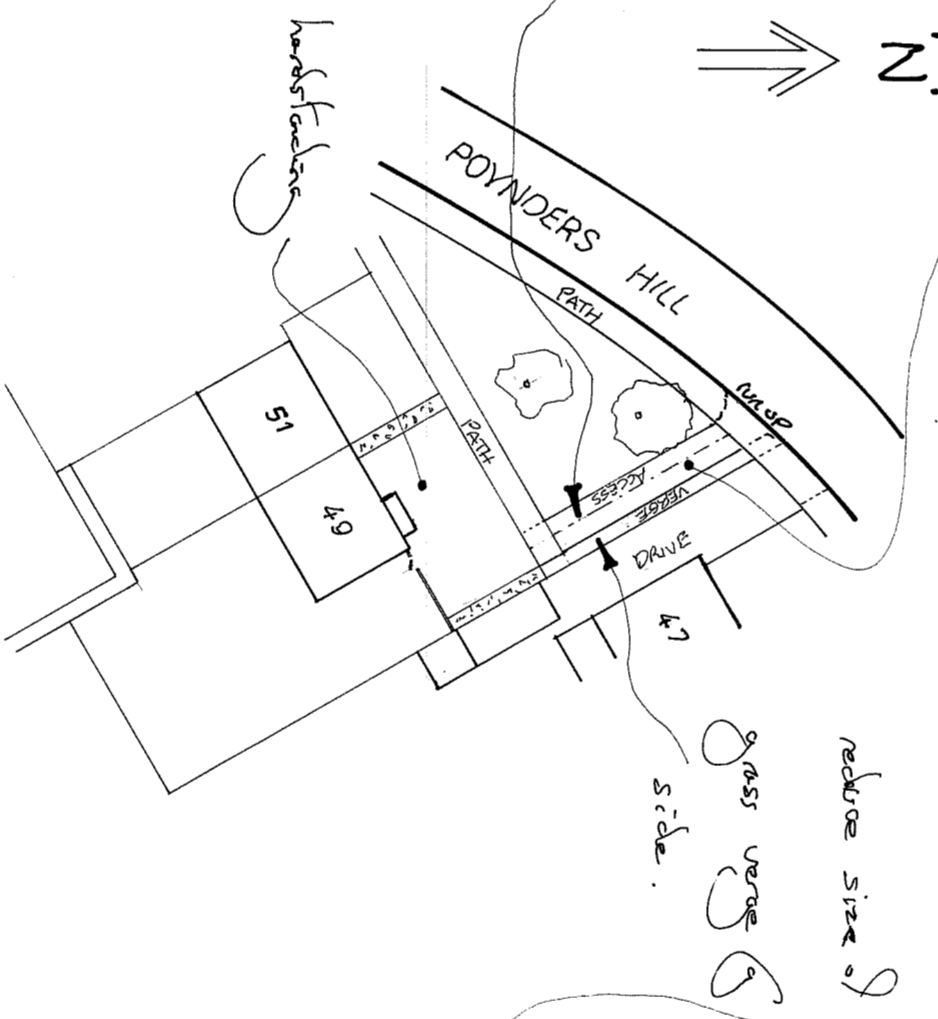 N
POYNDERS HILL
PATH
RUN UP
ACCESS
VERGE
DRIVE
PATH
51
49
47
hardstanding
reduce size of
grass verge
side.